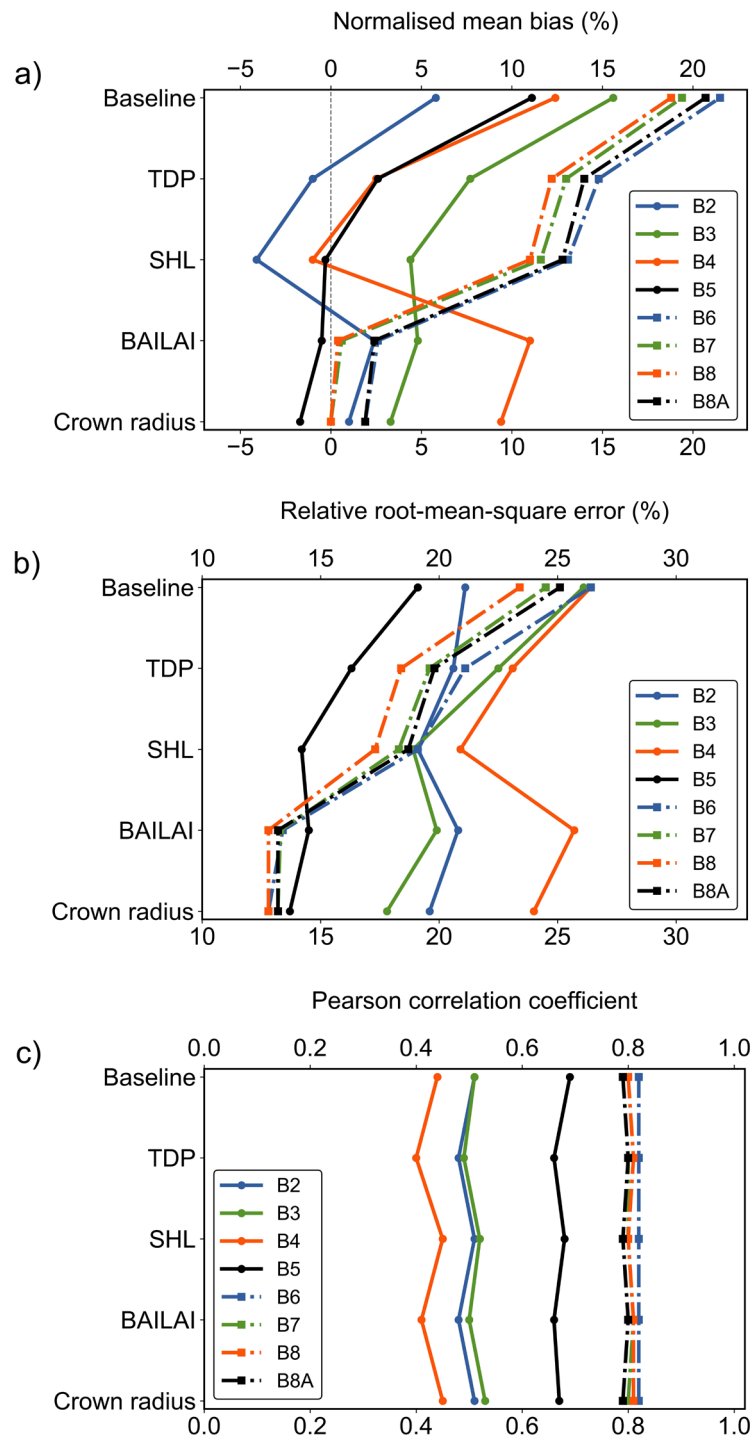 Normalised mean bias (%)
a)
−5 0 5 10 15 20
Baseline
TDP
SHL
BAILAI
Crown radius
B2
B3
B4
B5
B6
B7
B8
B8A
−5 0 5 10 15 20
Relative root-mean-square error (%)
b)
10 15 20 25 30
Baseline
TDP
SHL
BAILAI
Crown radius
B2
B3
B4
B5
B6
B7
B8
B8A
10 15 20 25 30
Pearson correlation coefficient
c)
0.0 0.2 0.4 0.6 0.8 1.0
Baseline
TDP
SHL
BAILAI
Crown radius
B2
B3
B4
B5
B6
B7
B8
B8A
0.0 0.2 0.4 0.6 0.8 1.0